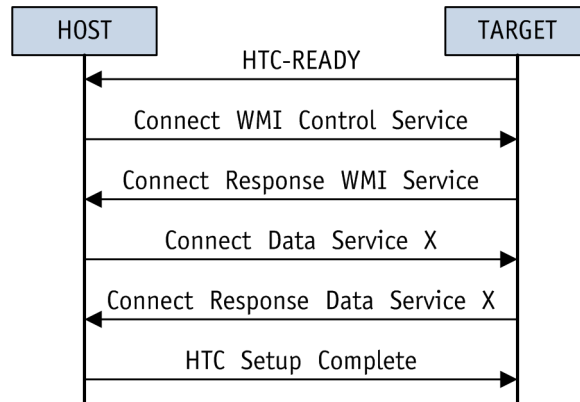 HOST
TARGET
HTC-READY
Connect WMI Control Service
Connect Response WMI Service
Connect Data Service X
Connect Response Data Service X
HTC Setup Complete